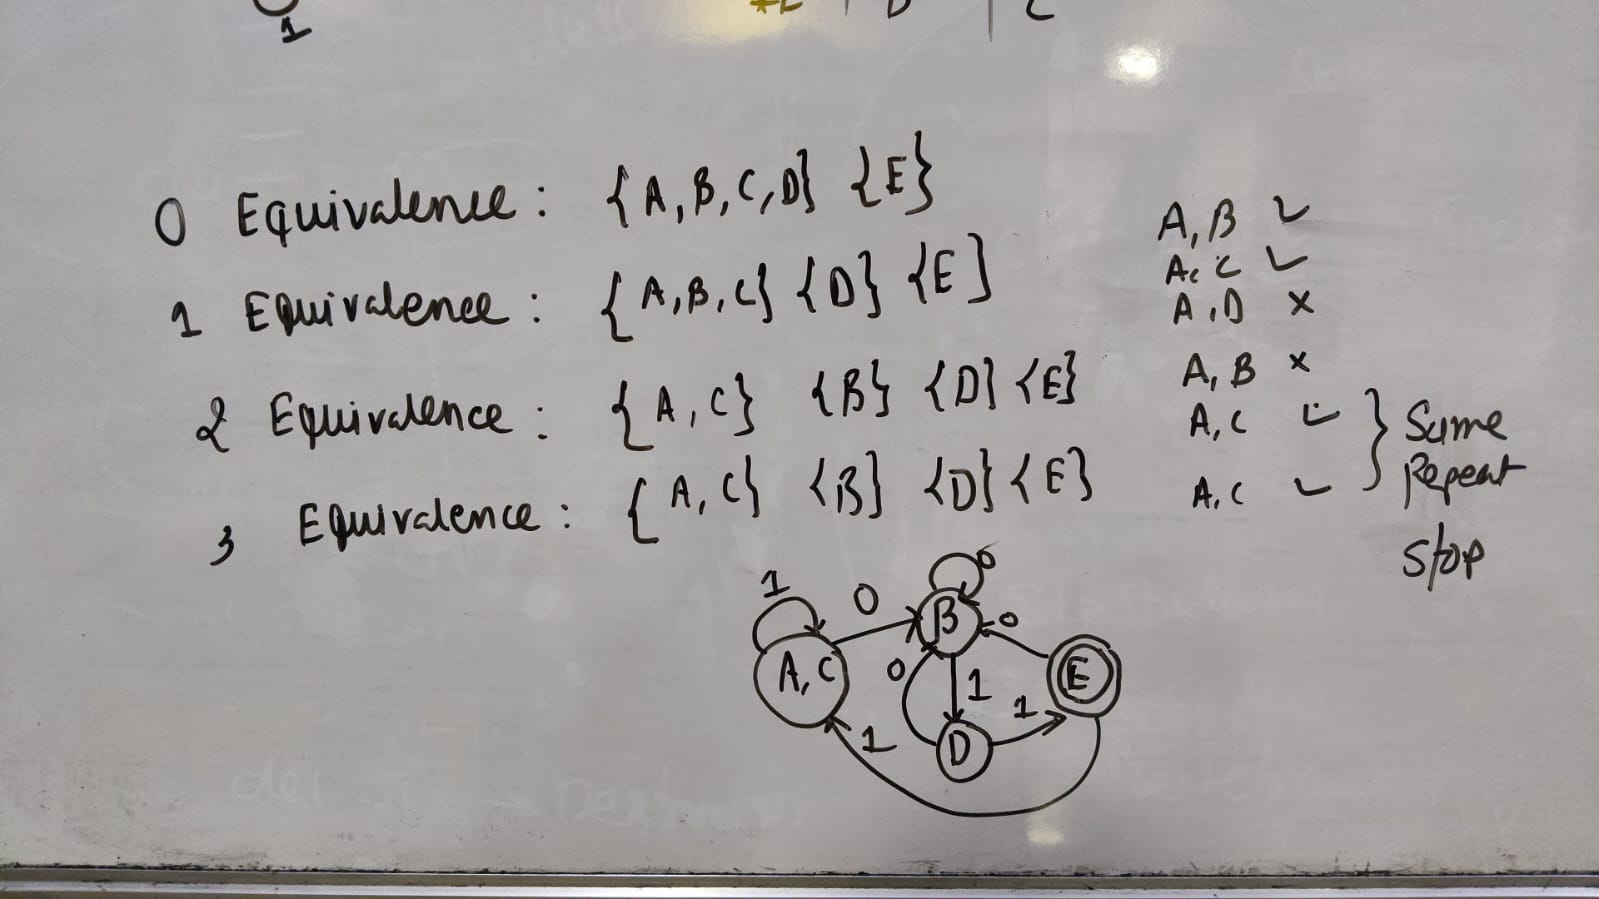 1
*E | B | C
0 Equivalence : {A, B, C, D} {E}
1 Equivalence : {A, B, C} {D} {E}
2 Equivalence : {A, C} {B} {D} {E}
3 Equivalence : {A, C} {B} {D} {E}
A, B ✓
A, C ✓
A, D ×
A, B ×
A, C ✓
A, C ✓
} Same
Repeat
Stop
1
0
0
B
0
A, C
0
1
E
1
1
D